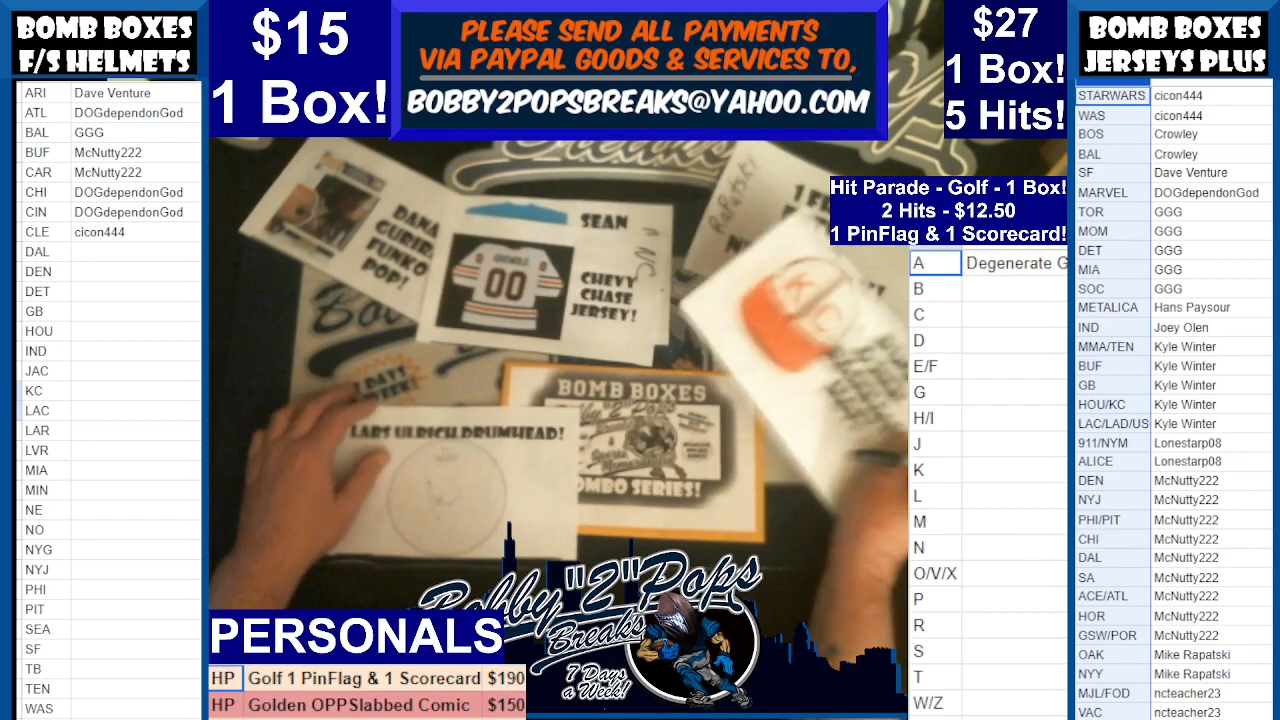 BOMB BOXES
F/S HELMETS
ARI Dave Venture
ATL DOGdependonGod
BAL GGG
BUF McNutty222
CAR McNutty222
CHI DOGdependonGod
CIN DOGdependonGod
CLE cicon444
DAL
DEN
DET
GB
HOU
IND
JAC
KC
LAC
LAR
LVR
MIA
MIN
NE
NO
NYG
NYJ
PHI
PIT
SEA
SF
TB
TEN
WAS
$15
1 Box!
PLEASE SEND ALL PAYMENTS
VIA PAYPAL GOODS & SERVICES TO,
BOBBY2POPSBREAKS@YAHOO.COM
$27
1 Box!
5 Hits!
Hit Parade - Golf - 1 Box!
2 Hits - $12.50
1 PinFlag & 1 Scorecard!
A Degenerate G
B
C
D
E/F
G
H/I
J
K
L
M
N
O/V/X
P
R
S
T
W/Z
BOMB BOXES
JERSEYS PLUS
STARWARS cicon444
WAS cicon444
BOS Crowley
BAL Crowley
SF Dave Venture
MARVEL DOGdependonGod
TOR GGG
MOM GGG
DET GGG
MIA GGG
SOC GGG
METALICA Hans Paysour
IND Joey Olen
MMA/TEN Kyle Winter
BUF Kyle Winter
GB Kyle Winter
HOU/KC Kyle Winter
LAC/LAD/US Kyle Winter
911/NYM Lonestarp08
ALICE Lonestarp08
DEN McNutty222
NYJ McNutty222
PHI/PIT McNutty222
CHI McNutty222
DAL McNutty222
SA McNutty222
ACE/ATL McNutty222
HOR McNutty222
GSW/POR McNutty222
OAK Mike Rapatski
NYY Mike Rapatski
MJL/FOD ncteacher23
VAC ncteacher23
DANA
GURIRA
FUNKO
POP!
SEAN
00
CHEVY
CHASE
JERSEY!
LARS ULRICH DRUMHEAD!
BOMB BOXES
Bobby "2" Pops
COMBO SERIES!
7 DAYS
Bobby "2" Pops
Breaks
7 Days
a Week!
PERSONALS
HP Golf 1 PinFlag & 1 Scorecard $190
HP Golden OPPSlabbed Comic $150